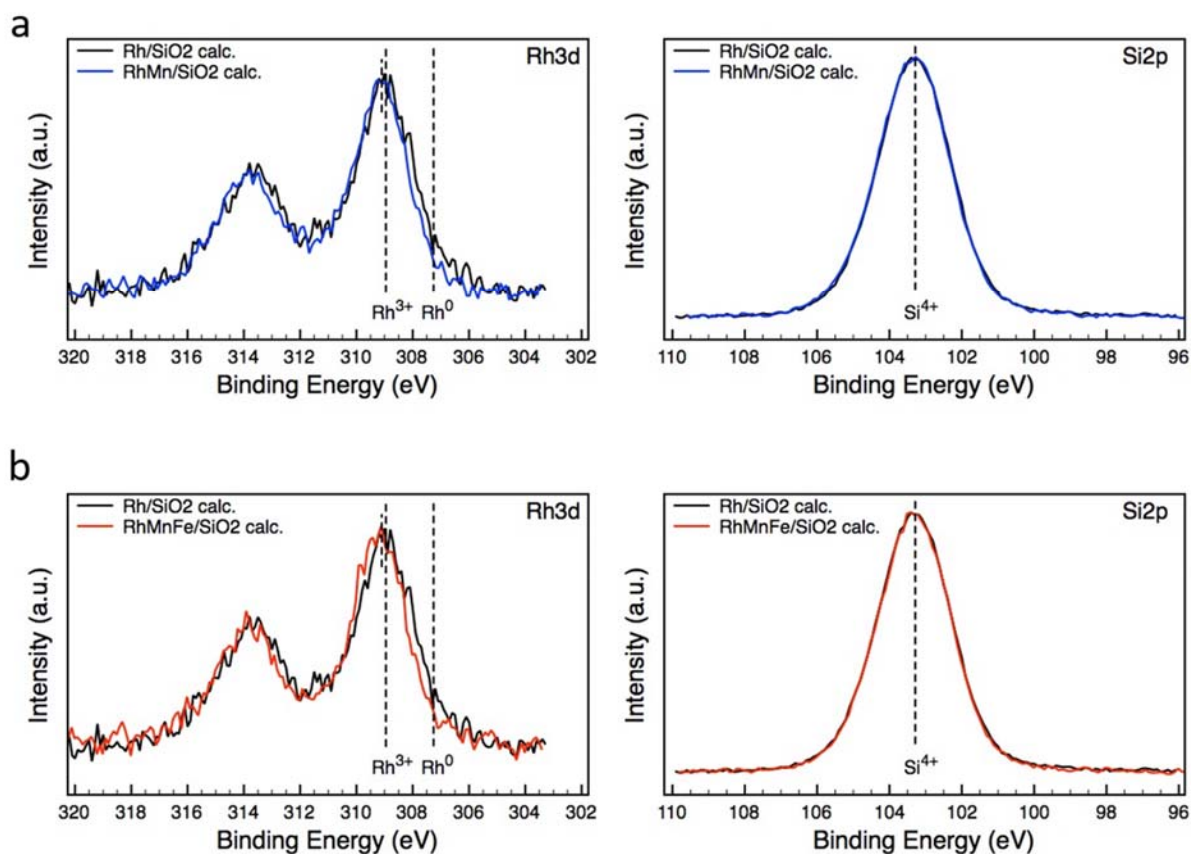 a
Rh/SiO2 calc.
RhMn/SiO2 calc.
Rh3d
Intensity (a.u.)
Rh³⁺
Rh⁰
320 318 316 314 312 310 308 306 304 302
Binding Energy (eV)
Rh/SiO2 calc.
RhMn/SiO2 calc.
Si2p
Intensity (a.u.)
Si⁴⁺
110 108 106 104 102 100 98 96
Binding Energy (eV)
b
Rh/SiO2 calc.
RhMnFe/SiO2 calc.
Rh3d
Intensity (a.u.)
Rh³⁺
Rh⁰
320 318 316 314 312 310 308 306 304 302
Binding Energy (eV)
Rh/SiO2 calc.
RhMnFe/SiO2 calc.
Si2p
Intensity (a.u.)
Si⁴⁺
110 108 106 104 102 100 98 96
Binding Energy (eV)